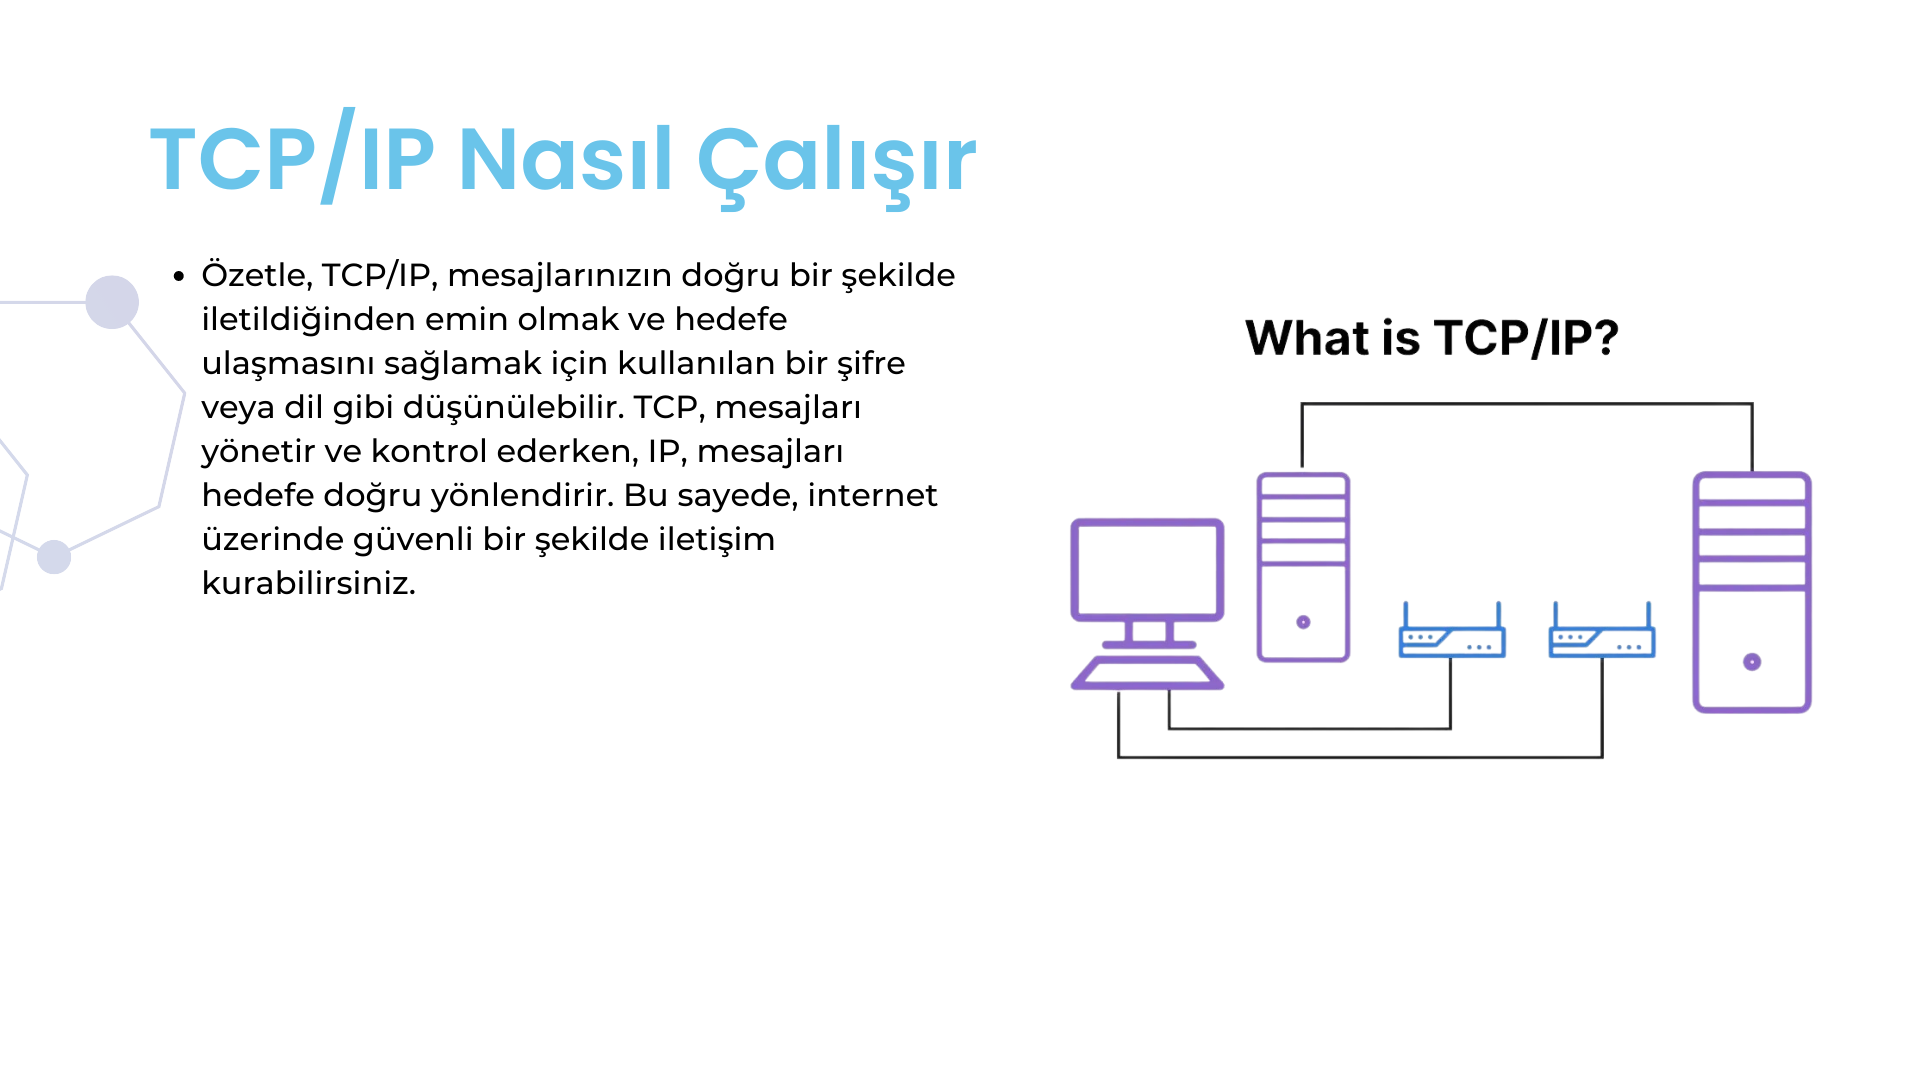 TCP/IP Nasıl Çalışır
• Özetle, TCP/IP, mesajlarınızın doğru bir şekilde
iletildiğinden emin olmak ve hedefe
ulaşmasını sağlamak için kullanılan bir şifre
veya dil gibi düşünülebilir. TCP, mesajları
yönetir ve kontrol ederken, IP, mesajları
hedefe doğru yönlendirir. Bu sayede, internet
üzerinde güvenli bir şekilde iletişim
kurabilirsiniz.
What is TCP/IP?